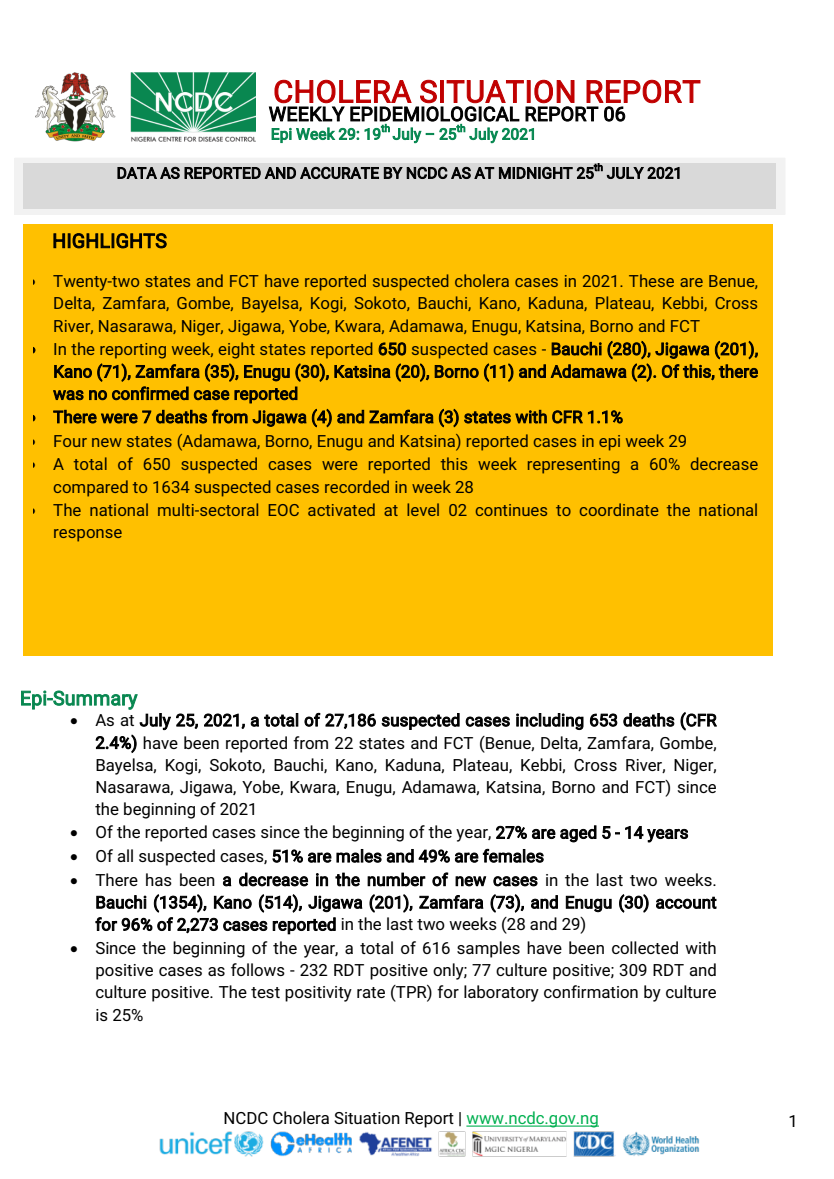 NCDC
NIGERIA CENTRE FOR DISEASE CONTROL
CHOLERA SITUATION REPORT
WEEKLY EPIDEMIOLOGICAL REPORT 06
Epi Week 29: 19th July – 25th July 2021
DATA AS REPORTED AND ACCURATE BY NCDC AS AT MIDNIGHT 25th JULY 2021
HIGHLIGHTS
Twenty-two states and FCT have reported suspected cholera cases in 2021. These are Benue,
Delta, Zamfara, Gombe, Bayelsa, Kogi, Sokoto, Bauchi, Kano, Kaduna, Plateau, Kebbi, Cross
River, Nasarawa, Niger, Jigawa, Yobe, Kwara, Adamawa, Enugu, Katsina, Borno and FCT
In the reporting week, eight states reported 650 suspected cases - Bauchi (280), Jigawa (201),
Kano (71), Zamfara (35), Enugu (30), Katsina (20), Borno (11) and Adamawa (2). Of this, there
was no confirmed case reported
There were 7 deaths from Jigawa (4) and Zamfara (3) states with CFR 1.1%
Four new states (Adamawa, Borno, Enugu and Katsina) reported cases in epi week 29
A total of 650 suspected cases were reported this week representing a 60% decrease
compared to 1634 suspected cases recorded in week 28
The national multi-sectoral EOC activated at level 02 continues to coordinate the national
response
Epi-Summary
• As at July 25, 2021, a total of 27,186 suspected cases including 653 deaths (CFR
2.4%) have been reported from 22 states and FCT (Benue, Delta, Zamfara, Gombe,
Bayelsa, Kogi, Sokoto, Bauchi, Kano, Kaduna, Plateau, Kebbi, Cross River, Niger,
Nasarawa, Jigawa, Yobe, Kwara, Enugu, Adamawa, Katsina, Borno and FCT) since
the beginning of 2021
• Of the reported cases since the beginning of the year, 27% are aged 5 - 14 years
• Of all suspected cases, 51% are males and 49% are females
• There has been a decrease in the number of new cases in the last two weeks.
Bauchi (1354), Kano (514), Jigawa (201), Zamfara (73), and Enugu (30) account
for 96% of 2,273 cases reported in the last two weeks (28 and 29)
• Since the beginning of the year, a total of 616 samples have been collected with
positive cases as follows - 232 RDT positive only; 77 culture positive; 309 RDT and
culture positive. The test positivity rate (TPR) for laboratory confirmation by culture
is 25%
NCDC Cholera Situation Report | www.ncdc.gov.ng
1
unicef
eHealth
AFRICA
AFENET
AFRICA CDC
UNIVERSITY of MARYLAND
MGIC NIGERIA
CDC
World Health
Organization